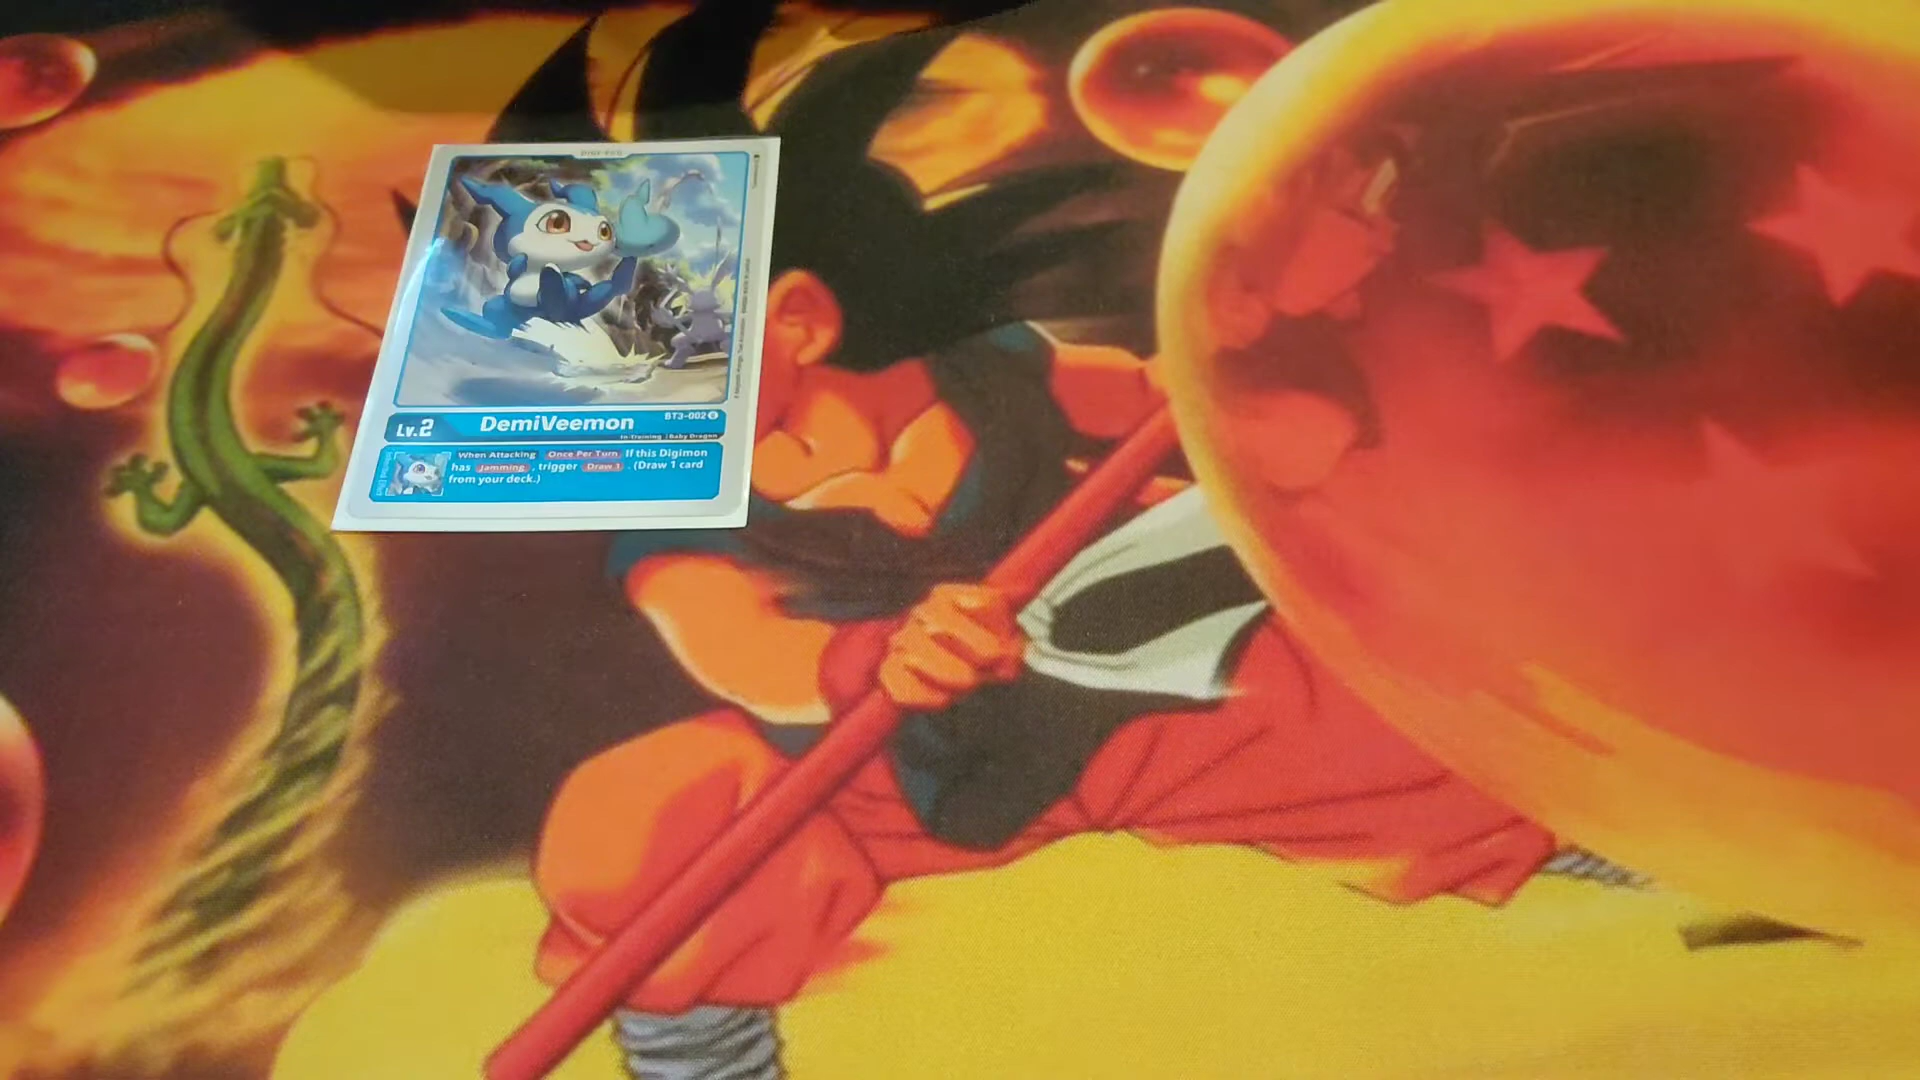 DIGI-EGG
Lv.2 DemiVeemon BT3-002 U
In-Training | Baby Dragon
When Attacking Once Per Turn If this Digimon
has Jamming, trigger Draw 1. (Draw 1 card
from your deck.)